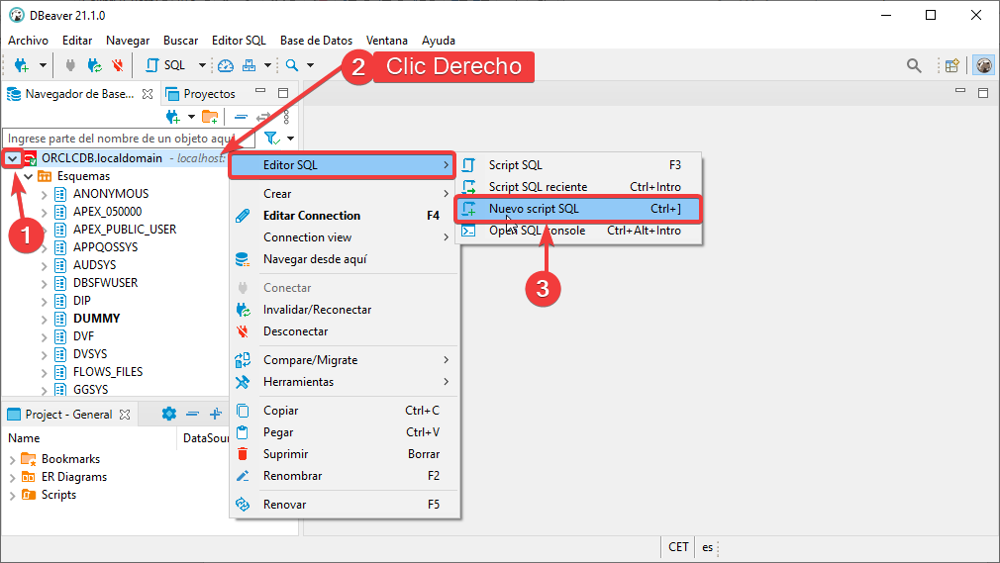 DBeaver 21.1.0
Archivo Editar Navegar Buscar Editor SQL Base de Datos Ventana Ayuda
SQL
2 Clic Derecho
Navegador de Base... Proyectos
Ingrese parte del nombre de un objeto aquí
ORCLCDB.localdomain - localhost:
Esquemas
ANONYMOUS
APEX_050000
APEX_PUBLIC_USER
APPQOSSYS
AUDSYS
DBSFWUSER
DIP
DUMMY
DVF
DVSYS
FLOWS_FILES
GGSYS
1
Editor SQL
Crear
Editar Connection F4
Connection view
Navegar desde aquí
Conectar
Invalidar/Reconectar
Desconectar
Compare/Migrate
Herramientas
Copiar Ctrl+C
Pegar Ctrl+V
Suprimir Borrar
Renombrar F2
Renovar F5
Script SQL F3
Script SQL reciente Ctrl+Intro
Nuevo script SQL Ctrl+]
Open SQL console Ctrl+Alt+Intro
3
Project - General
Name DataSour
Bookmarks
ER Diagrams
Scripts
CET es